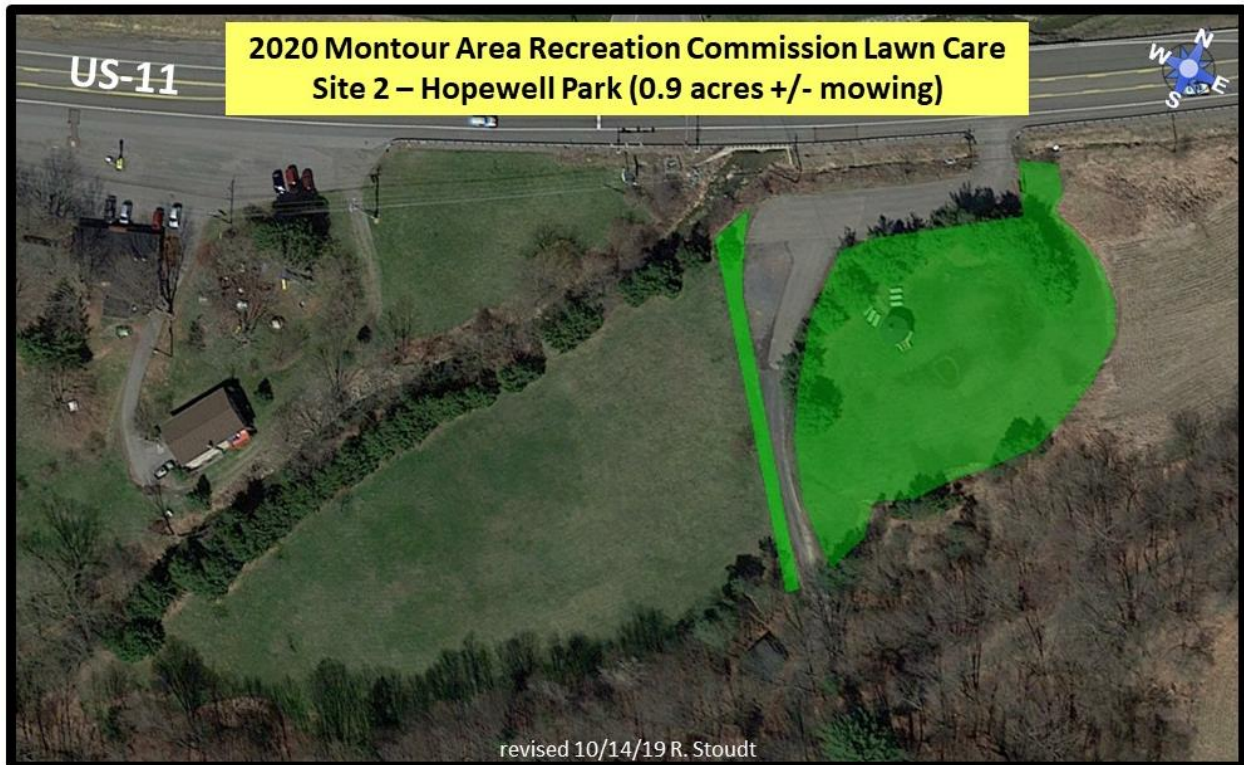 2020 Montour Area Recreation Commission Lawn Care
Site 2 – Hopewell Park (0.9 acres +/- mowing)
US-11
N
W
E
S
revised 10/14/19 R. Stoudt